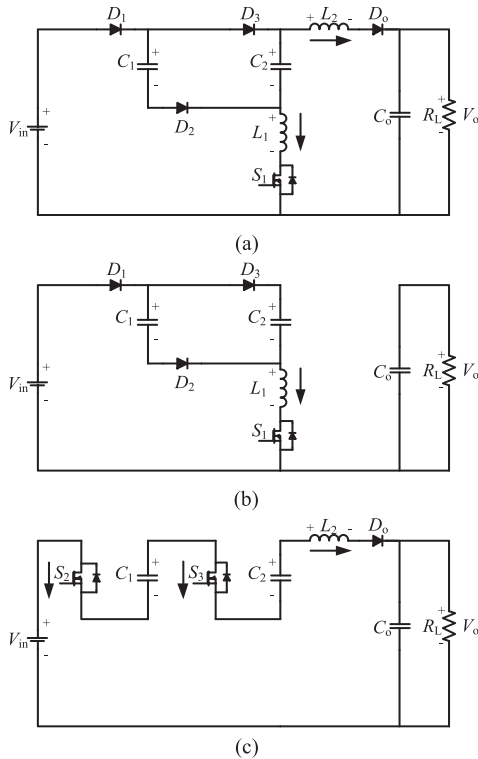 D1 D3 L2 Do
+ + + -
C1 C2
- -
+ D2 + Co + RL Vo
Vin L1
- - -
S1
(a)
D1 D3
+ +
C1 C2
- -
+ D2 + Co + RL Vo
Vin L1
- - -
S1
(b)
L2 Do
+ -
S2 C1 + S3 C2 +
- -
+ Co + RL Vo
Vin
- -
(c)